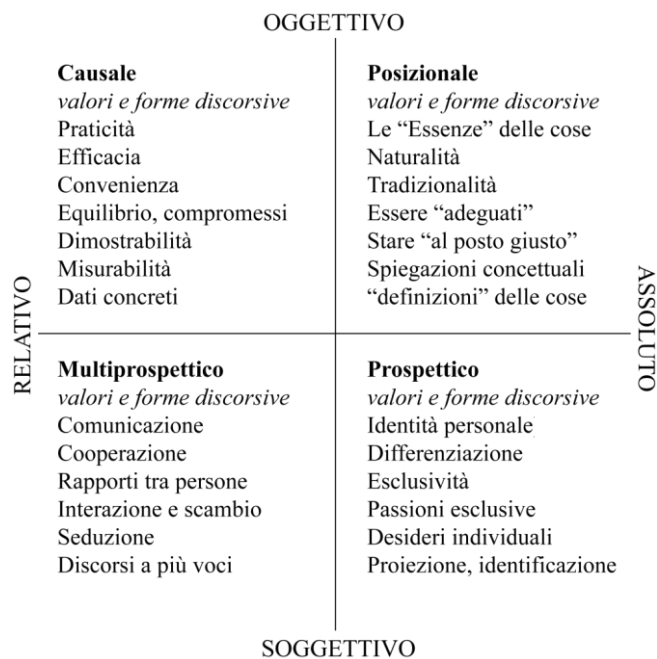 OGGETTIVO
Causale
valori e forme discorsive
Praticità
Efficacia
Convenienza
Equilibrio, compromessi
Dimostrabilità
Misurabilità
Dati concreti
Posizionale
valori e forme discorsive
Le “Essenze” delle cose
Naturalità
Tradizionalità
Essere “adeguati”
Stare “al posto giusto”
Spiegazioni concettuali
“definizioni” delle cose
RELATIVO
ASSOLUTO
Multiprospettico
valori e forme discorsive
Comunicazione
Cooperazione
Rapporti tra persone
Interazione e scambio
Seduzione
Discorsi a più voci
Prospettico
valori e forme discorsive
Identità personale
Differenziazione
Esclusività
Passioni esclusive
Desideri individuali
Proiezione, identificazione
SOGGETTIVO